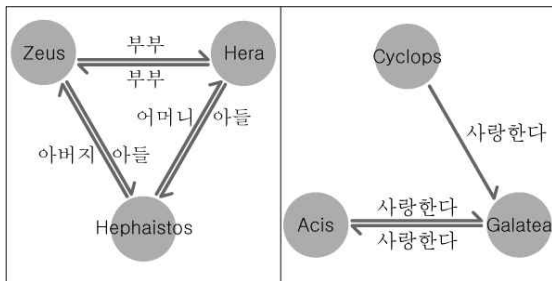 Zeus
부부
부부
Hera
어머니
아들
아버지
아들
Hephaistos
Cyclops
사랑한다
사랑한다
사랑한다
Acis
Galatea